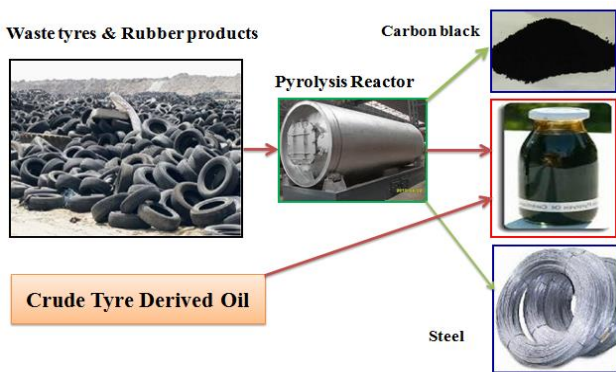 Waste tyres & Rubber products
Carbon black
Pyrolysis Reactor
Crude Tyre Derived Oil
Steel